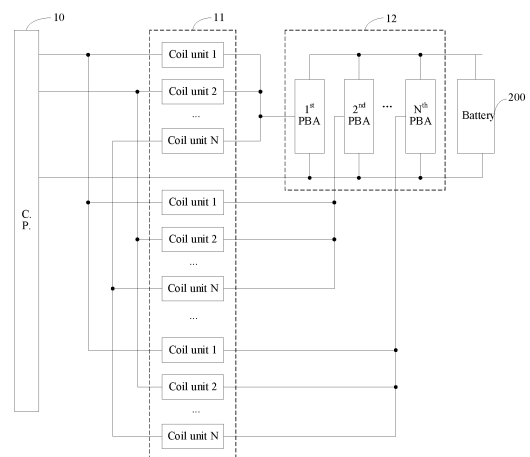 10
11
12
Coil unit 1
Coil unit 2
...
Coil unit N
1st PBA
2nd PBA
...
Nth PBA
Battery
200
C.
P.
Coil unit 1
Coil unit 2
...
Coil unit N
...
Coil unit 1
Coil unit 2
...
Coil unit N